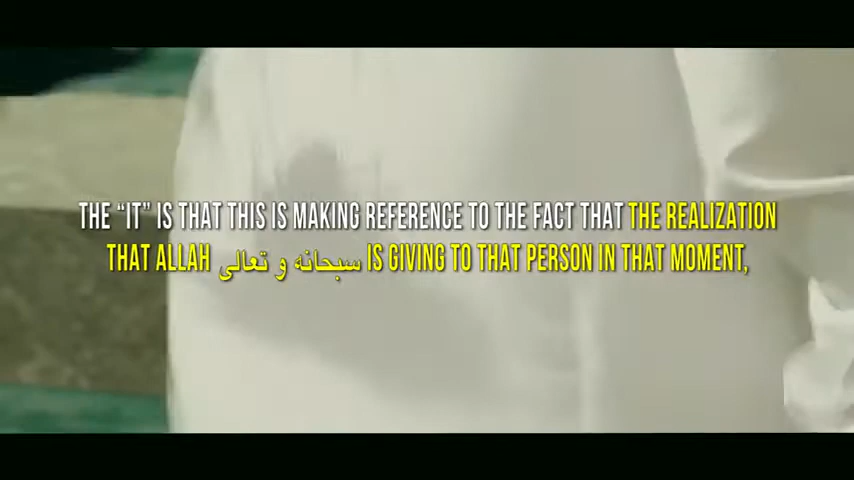 THE “IT” IS THAT THIS IS MAKING REFERENCE TO THE FACT THAT THE REALIZATION
THAT ALLAH سبحانه و تعالى IS GIVING TO THAT PERSON IN THAT MOMENT,